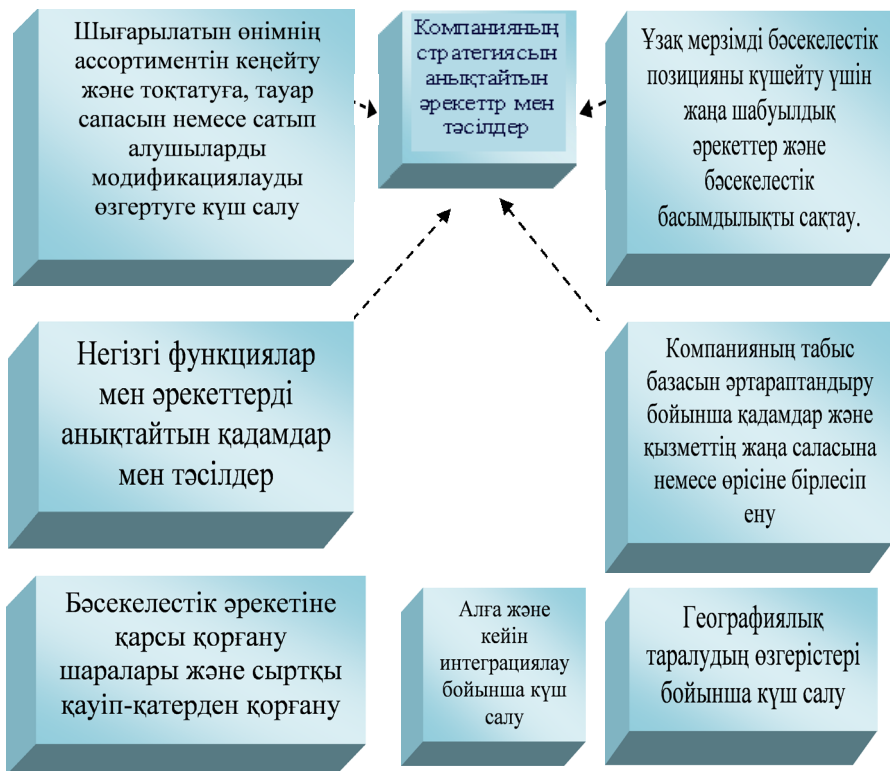 Шығарылатын өнімнің
ассортиментін кеңейту
және тоқтатуға, тауар
сапасын немесе сатып
алушыларды
модификациялауды
өзгертуге күш салу
Компанияның
стратегиясын
анықтайтын
әрекеттр мен
тәсілдер
Ұзақ мерзімді бәсекелестік
позицияны күшейту үшін
жаңа шабуылдық
әрекеттер және
бәсекелестік
басымдылықты сақтау.
Негізгі функциялар
мен әрекеттерді
анықтайтын қадамдар
мен тәсілдер
Компанияның табыс
базасын әртараптандыру
бойынша қадамдар және
қызметтің жаңа саласына
немесе өрісіне бірлесіп
ену
Бәсекелестік әрекетіне
қарсы қорғану
шаралары және сыртқы
қауіп-қатерден қорғану
Алға және
кейін
интеграциялау
бойынша күш
салу
Географиялық
таралудың өзгерістері
бойынша күш салу